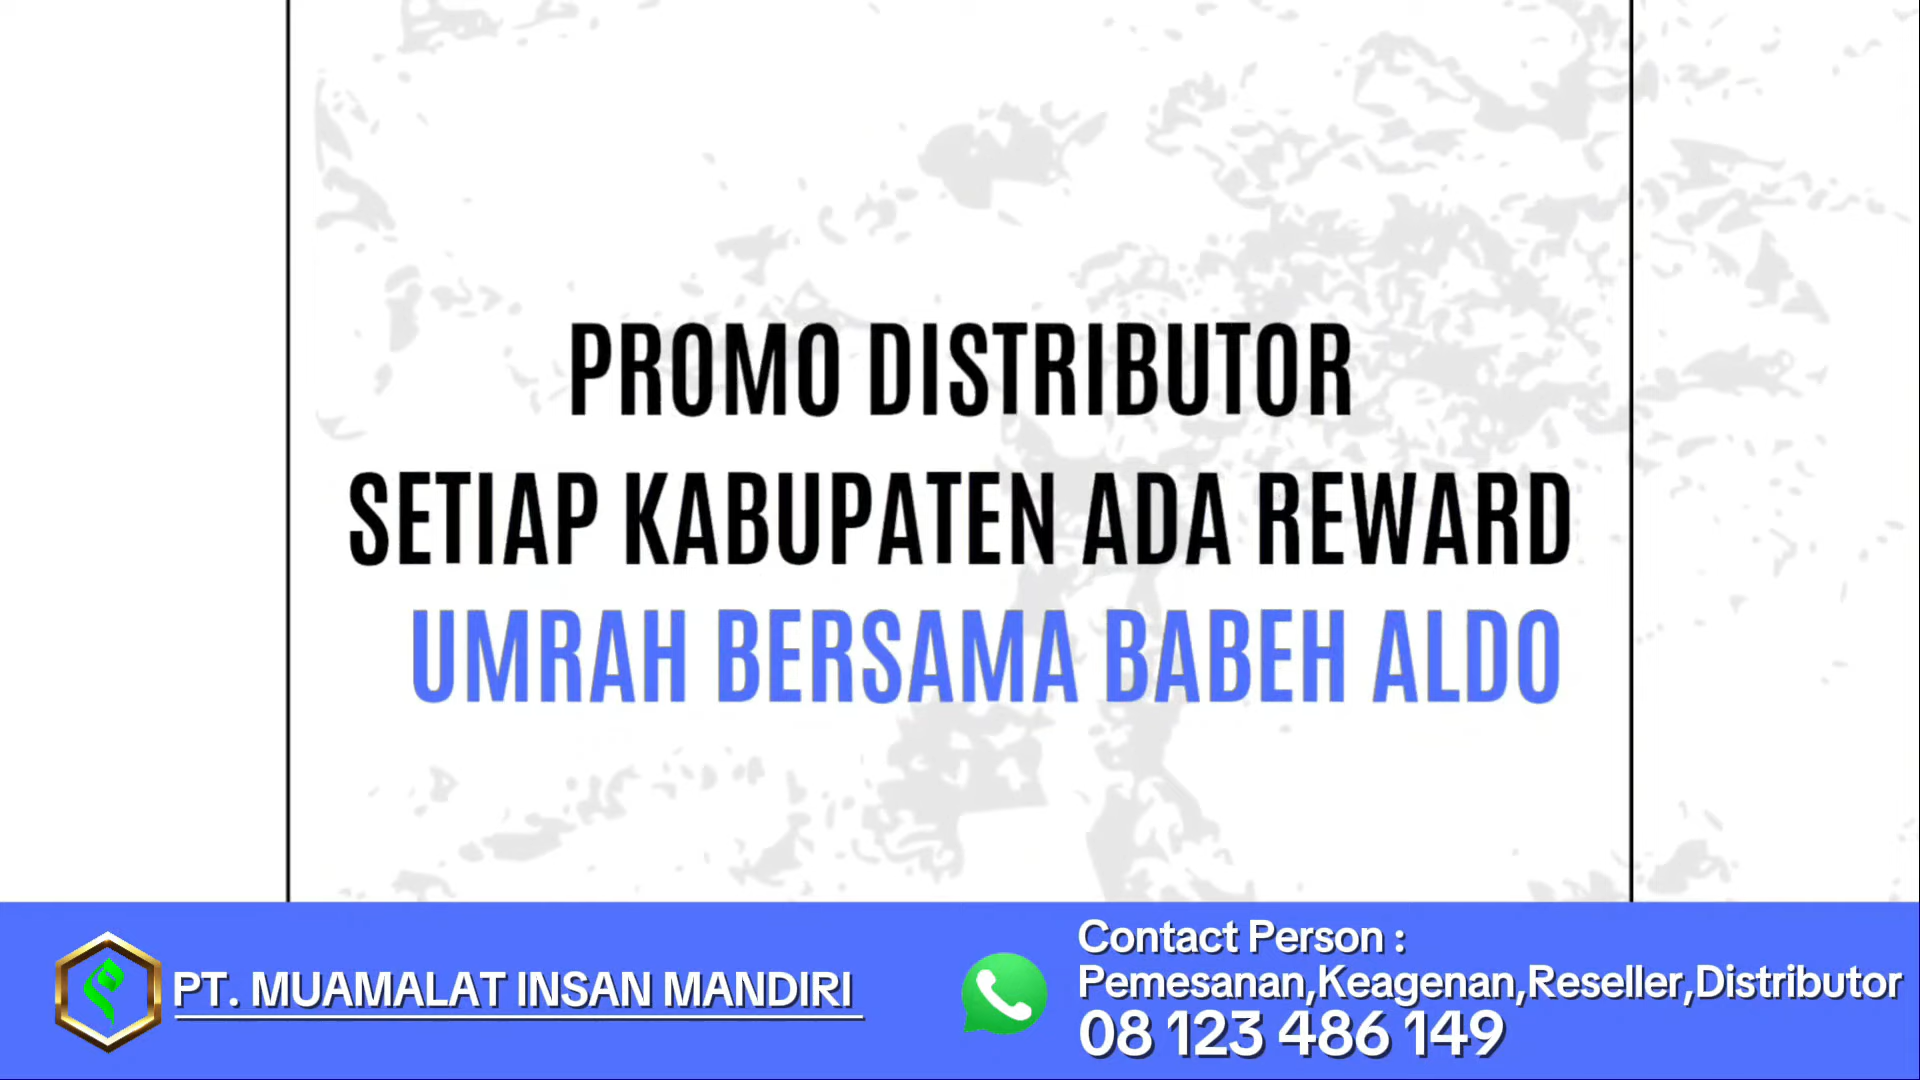 PROMO DISTRIBUTOR
SETIAP KABUPATEN ADA REWARD
UMRAH BERSAMA BABEH ALDO
PT. MUAMALAT INSAN MANDIRI
Contact Person :
Pemesanan,Keagenan,Reseller,Distributor
08 123 486 149